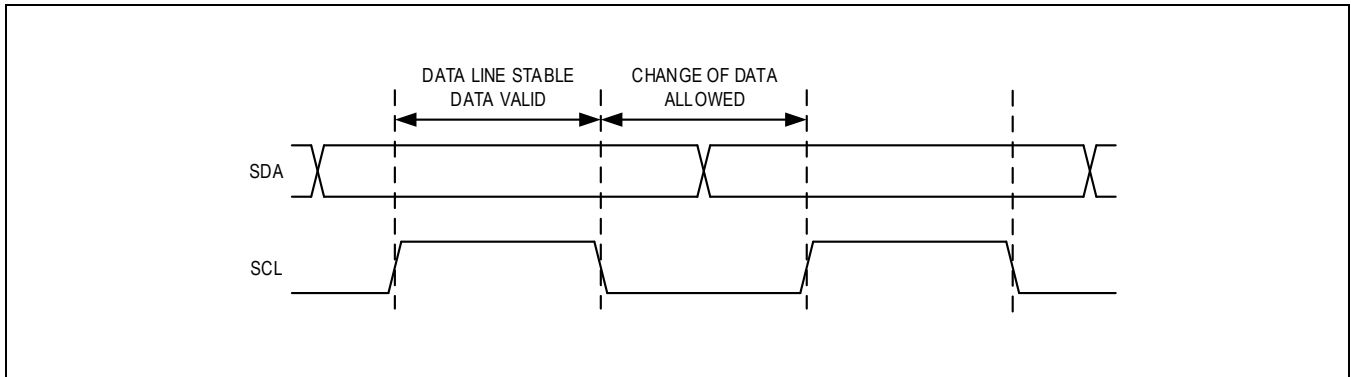 DATA LINE STABLE
DATA VALID
CHANGE OF DATA
ALLOWED
SDA
SCL